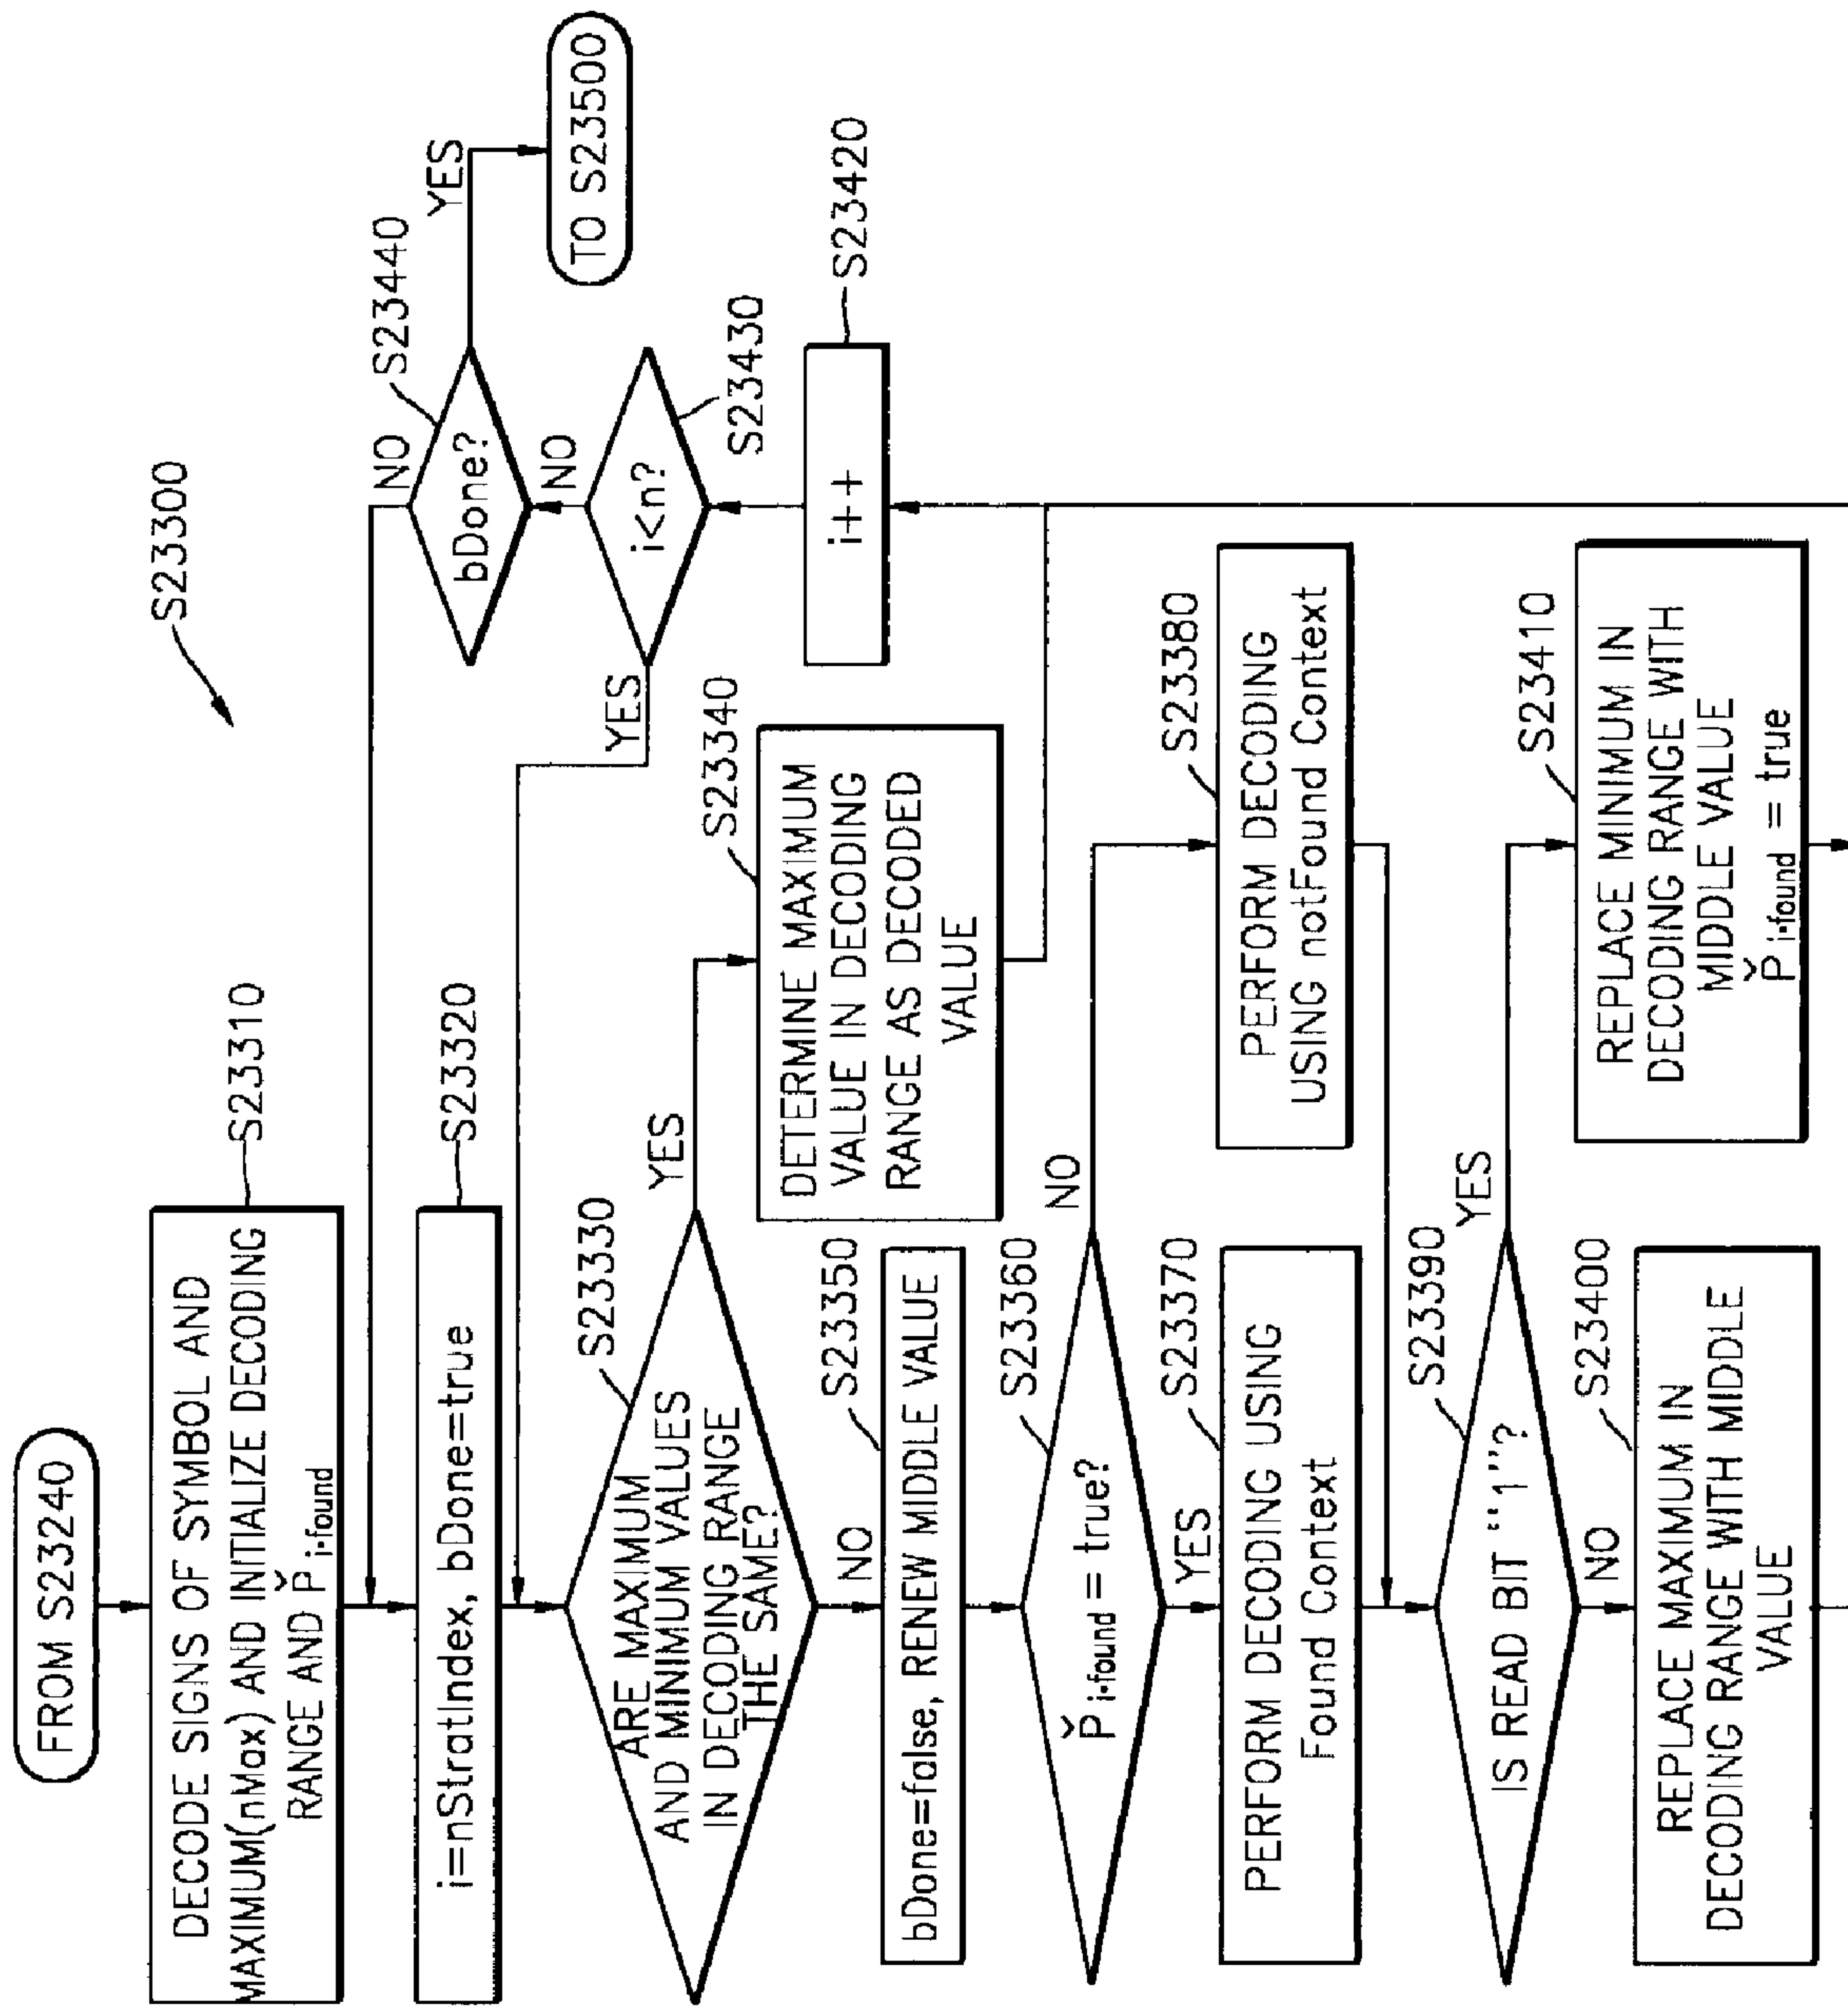 S23300
FROM S23240
DECODE SIGNS OF SYMBOL AND
MAXIMUM(nMax) AND INITIALIZE DECODING
RANGE AND P̌ i·found
S23310
i=nStratIndex, bDone=true
S23320
ARE MAXIMUM
AND MINIMUM VALUES
IN DECODING RANGE
THE SAME?
S23330
YES
NO
DETERMINE MAXIMUM
VALUE IN DECODING
RANGE AS DECODED
VALUE
S23340
bDone=false, RENEW MIDDLE VALUE
S23350
P̌ i·found = true?
S23360
NO
YES
PERFORM DECODING USING
Found Context
S23370
PERFORM DECODING
USING notFound Context
S23380
IS READ BIT "1"?
S23390
YES
NO
REPLACE MAXIMUM IN
DECODING RANGE WITH MIDDLE
VALUE
S23400
REPLACE MINIMUM IN
DECODING RANGE WITH
MIDDLE VALUE
P̌ i·found = true
S23410
i++
S23420
i<n?
S23430
YES
NO
bDone?
S23440
NO
YES
TO S23500